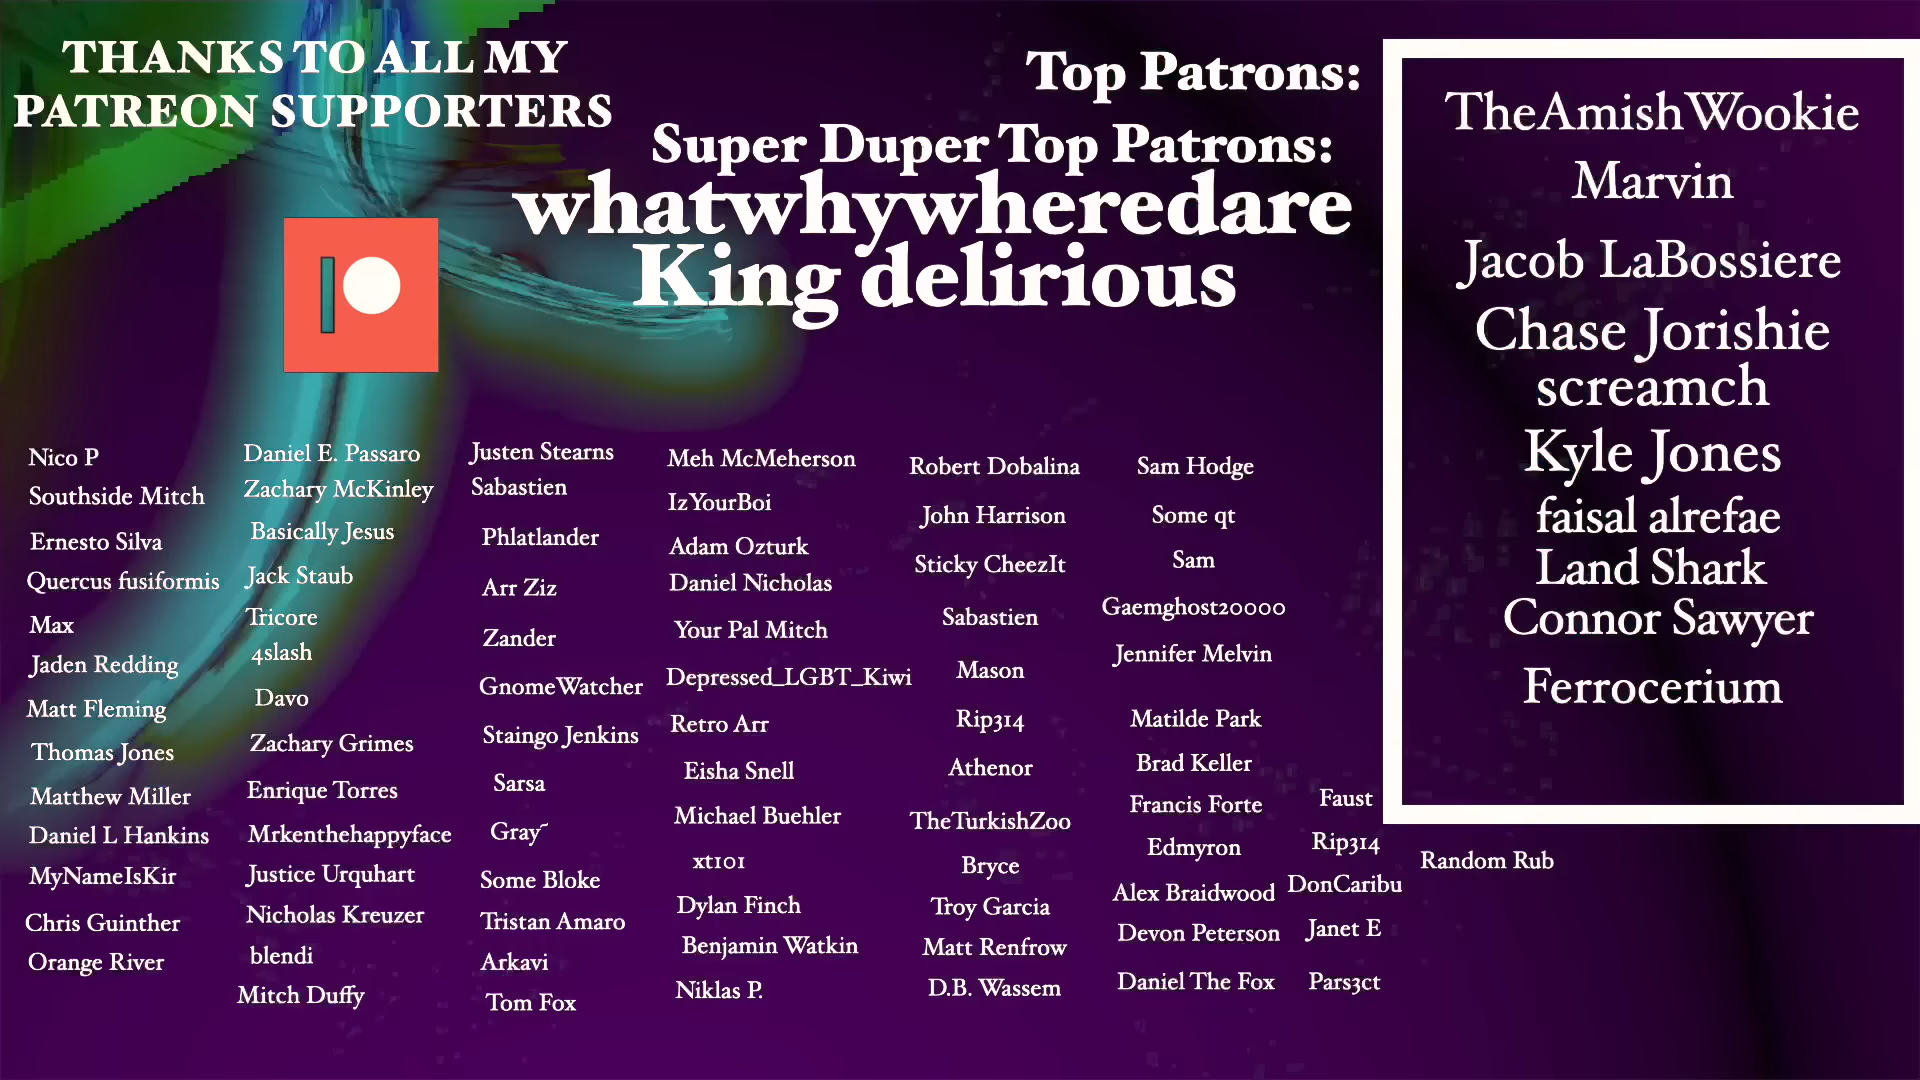 THANKS TO ALL MY
PATREON SUPPORTERS
Top Patrons:
TheAmishWookie
Marvin
Jacob LaBossiere
Chase Jorishie
screamch
Kyle Jones
faisal alrefae
Land Shark
Connor Sawyer
Ferrocerium
Super Duper Top Patrons:
whatwhywheredare
King delirious
Nico P
Southside Mitch
Ernesto Silva
Quercus fusiformis
Max
Jaden Redding
Matt Fleming
Thomas Jones
Matthew Miller
Daniel L Hankins
MyNameIsKir
Chris Guinther
Orange River
Daniel E. Passaro
Zachary McKinley
Basically Jesus
Jack Staub
Tricore
4slash
Davo
Zachary Grimes
Enrique Torres
Mrkenthehappyface
Justice Urquhart
Nicholas Kreuzer
blendi
Mitch Duffy
Justen Stearns
Sabastien
Phlatlander
Arr Ziz
Zander
GnomeWatcher
Staingo Jenkins
Sarsa
Gray~
Some Bloke
Tristan Amaro
Arkavi
Tom Fox
Meh McMeherson
IzYourBoi
Adam Ozturk
Daniel Nicholas
Your Pal Mitch
Depressed_LGBT_Kiwi
Retro Arr
Eisha Snell
Michael Buehler
xt101
Dylan Finch
Benjamin Watkin
Niklas P.
Robert Dobalina
John Harrison
Sticky CheezIt
Sabastien
Mason
Rip314
Athenor
TheTurkishZoo
Bryce
Troy Garcia
Matt Renfrow
D.B. Wassem
Sam Hodge
Some qt
Sam
Gaemghost20000
Jennifer Melvin
Matilde Park
Brad Keller
Francis Forte
Edmyron
Alex Braidwood
Devon Peterson
Daniel The Fox
Faust
Rip314
DonCaribu
Janet E
Pars3ct
Random Rub